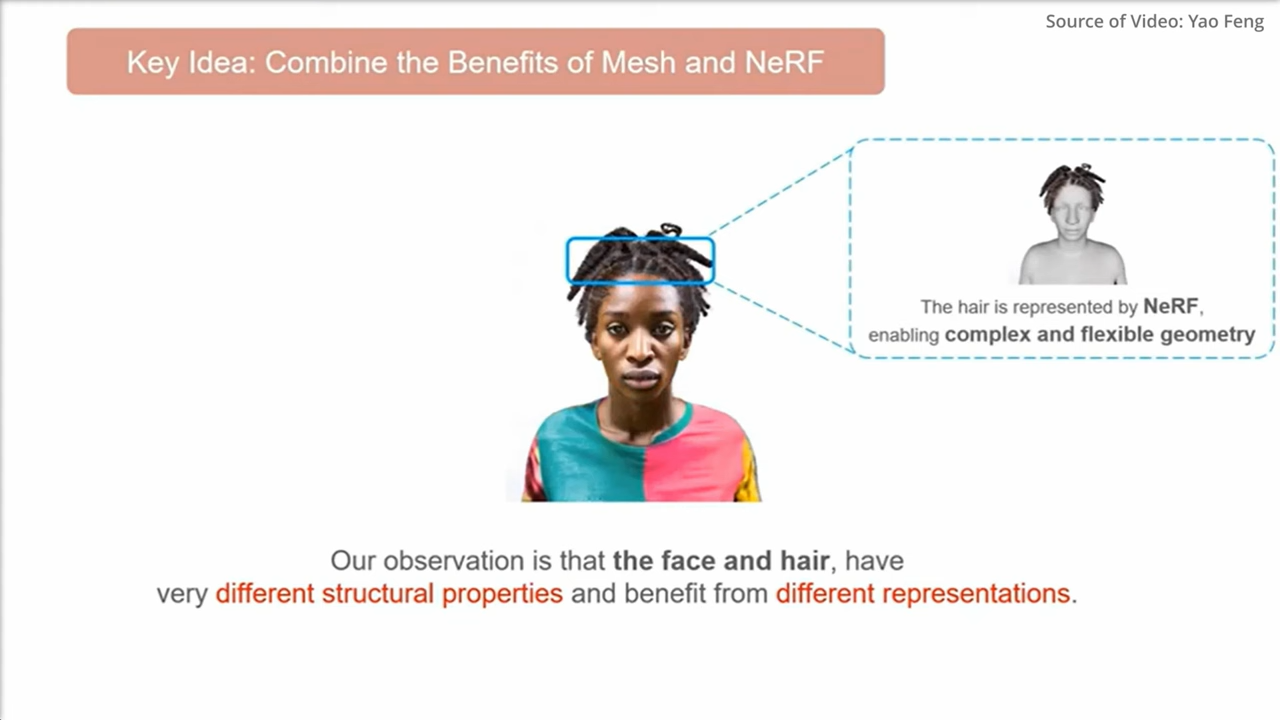 Source of Video: Yao Feng
Key Idea: Combine the Benefits of Mesh and NeRF
The hair is represented by NeRF,
enabling complex and flexible geometry
Our observation is that the face and hair, have
very different structural properties and benefit from different representations.